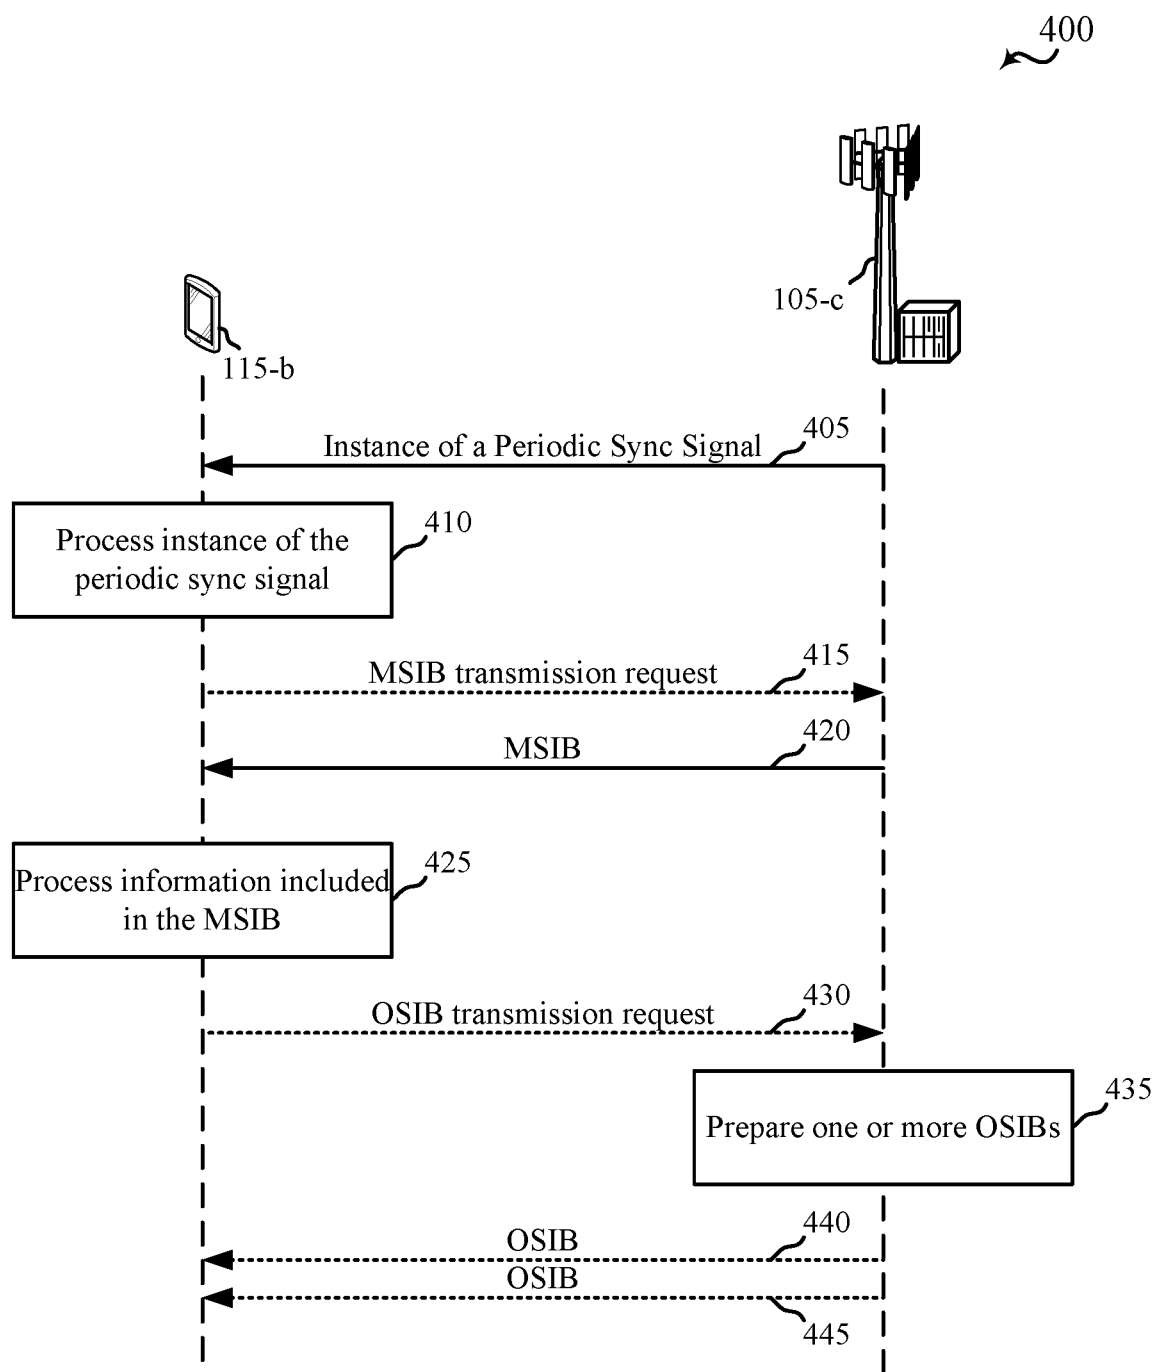 400
105-c
115-b
Instance of a Periodic Sync Signal
405
410
Process instance of the
periodic sync signal
MSIB transmission request
415
MSIB
420
425
Process information included
in the MSIB
OSIB transmission request
430
435
Prepare one or more OSIBs
OSIB
440
OSIB
445